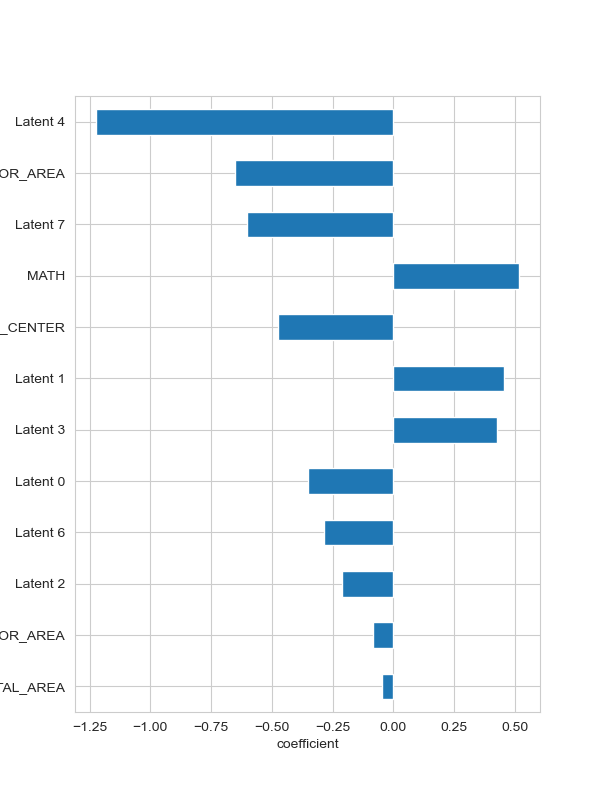 Latent 4
OR_AREA
Latent 7
MATH
_CENTER
Latent 1
Latent 3
Latent 0
Latent 6
Latent 2
OR_AREA
TAL_AREA
−1.25 −1.00 −0.75 −0.50 −0.25 0.00 0.25 0.50
coefficient